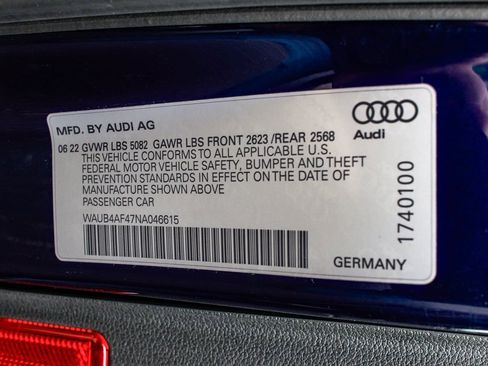 MFD. BY AUDI AG
06 22 GVWR LBS 5082 GAWR LBS FRONT 2623 /REAR 2568
THIS VEHICLE CONFORMS TO ALL APPLICABLE U.S.
FEDERAL MOTOR VEHICLE SAFETY, BUMPER AND THEFT
PREVENTION STANDARDS IN EFFECT ON THE DATE
OF MANUFACTURE SHOWN ABOVE
PASSENGER CAR
WAUB4AF47NA046615
Audi
1740100
GERMANY